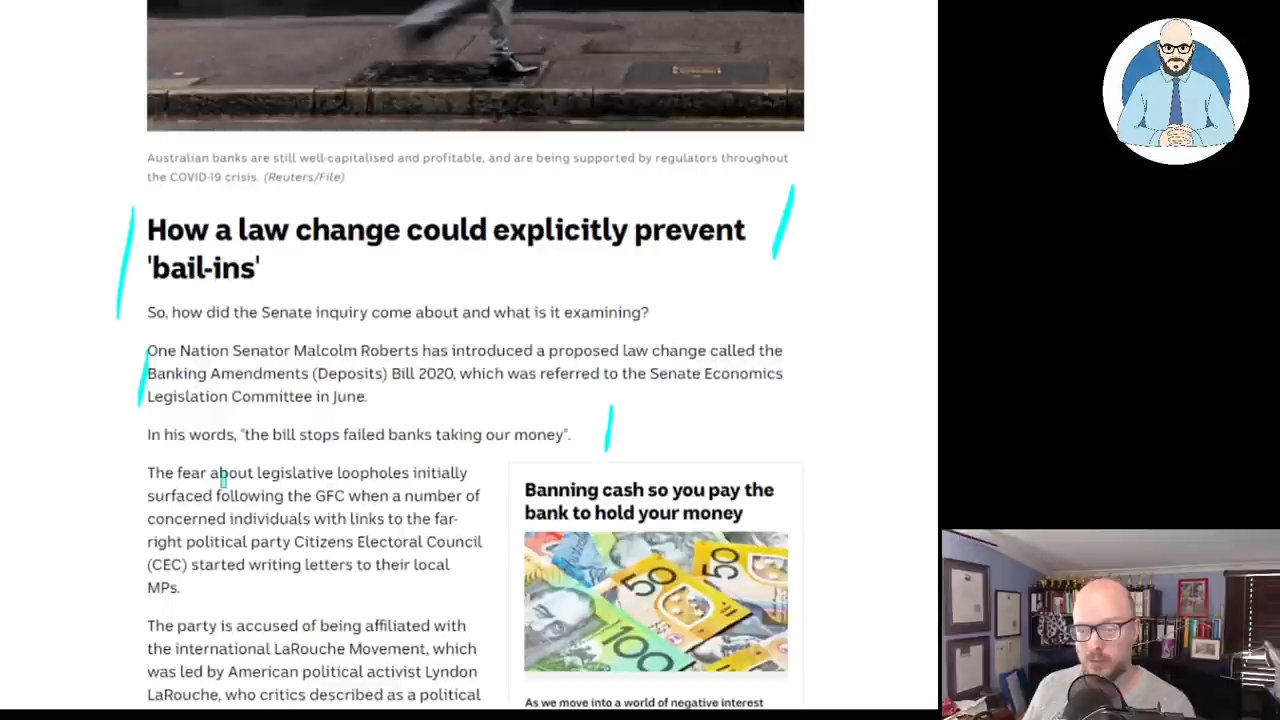 Australian banks are still well-capitalised and profitable, and are being supported by regulators throughout
the COVID-19 crisis. (Reuters/File)
How a law change could explicitly prevent
'bail-ins'
So, how did the Senate inquiry come about and what is it examining?
One Nation Senator Malcolm Roberts has introduced a proposed law change called the
Banking Amendments (Deposits) Bill 2020, which was referred to the Senate Economics
Legislation Committee in June.
In his words, "the bill stops failed banks taking our money".
The fear about legislative loopholes initially
surfaced following the GFC when a number of
concerned individuals with links to the far-
right political party Citizens Electoral Council
(CEC) started writing letters to their local
MPs.
The party is accused of being affiliated with
the international LaRouche Movement, which
was led by American political activist Lyndon
LaRouche, who critics described as a political
Banning cash so you pay the
bank to hold your money
50
50
100
As we move into a world of negative interest